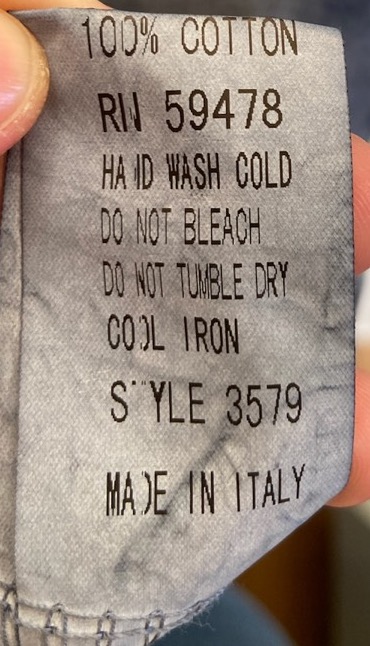 100% COTTON
RN 59478
HAND WASH COLD
DO NOT BLEACH
DO NOT TUMBLE DRY
COOL IRON
STYLE 3579
MADE IN ITALY